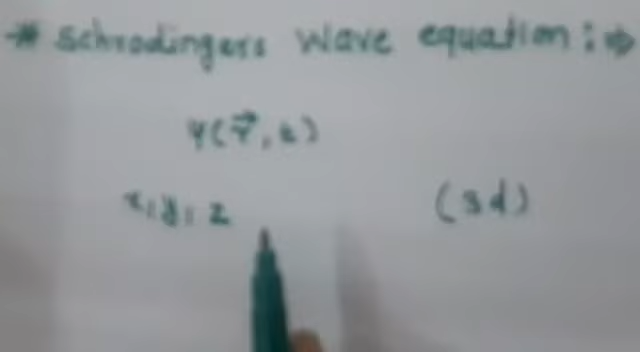 * Schrodingers Wave equation :⇒
ψ(r⃗, t)
x, y, z (3d)